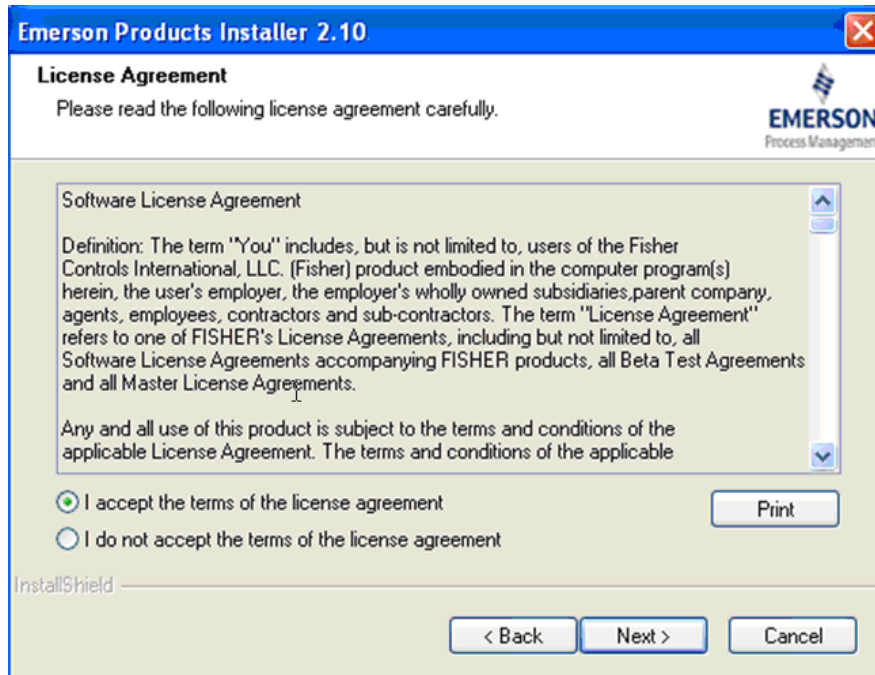 Emerson Products Installer 2.10
License Agreement
Please read the following license agreement carefully.
EMERSON
Process Managemen
Software License Agreement
Definition: The term "You" includes, but is not limited to, users of the Fisher
Controls International, LLC. (Fisher) product embodied in the computer program(s)
herein, the user's employer, the employer's wholly owned subsidiaries,parent company,
agents, employees, contractors and sub-contractors. The term "License Agreement"
refers to one of FISHER's License Agreements, including but not limited to, all
Software License Agreements accompanying FISHER products, all Beta Test Agreements
and all Master License Agreements.
Any and all use of this product is subject to the terms and conditions of the
applicable License Agreement. The terms and conditions of the applicable
I accept the terms of the license agreement
Print
I do not accept the terms of the license agreement
InstallShield
< Back
Next >
Cancel